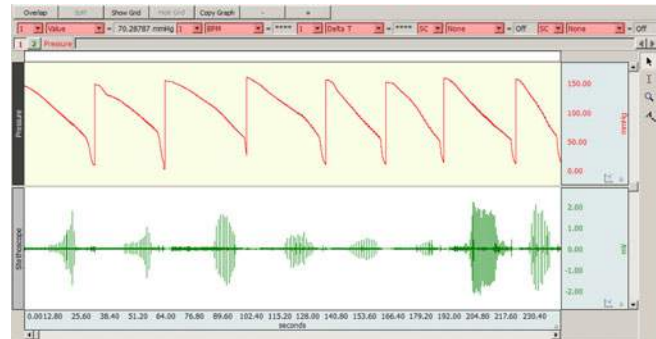 Overlap Split Show Grid Hide Grid Copy Graph - +
1 Value = 70.28787 mmHg 1 BPM = **** 1 Delta T = **** SC None = Off SC None = Off
1 2 Pressure
Pressure
150.00
100.00
50.00
0.00
mmHg
Stethoscope
2.00
1.00
0.00
-1.00
-2.00
mV
0.00 12.80 25.60 38.40 51.20 64.00 76.80 89.60 102.40 115.20 128.00 140.80 153.60 166.40 179.20 192.00 204.80 217.60 230.40
seconds